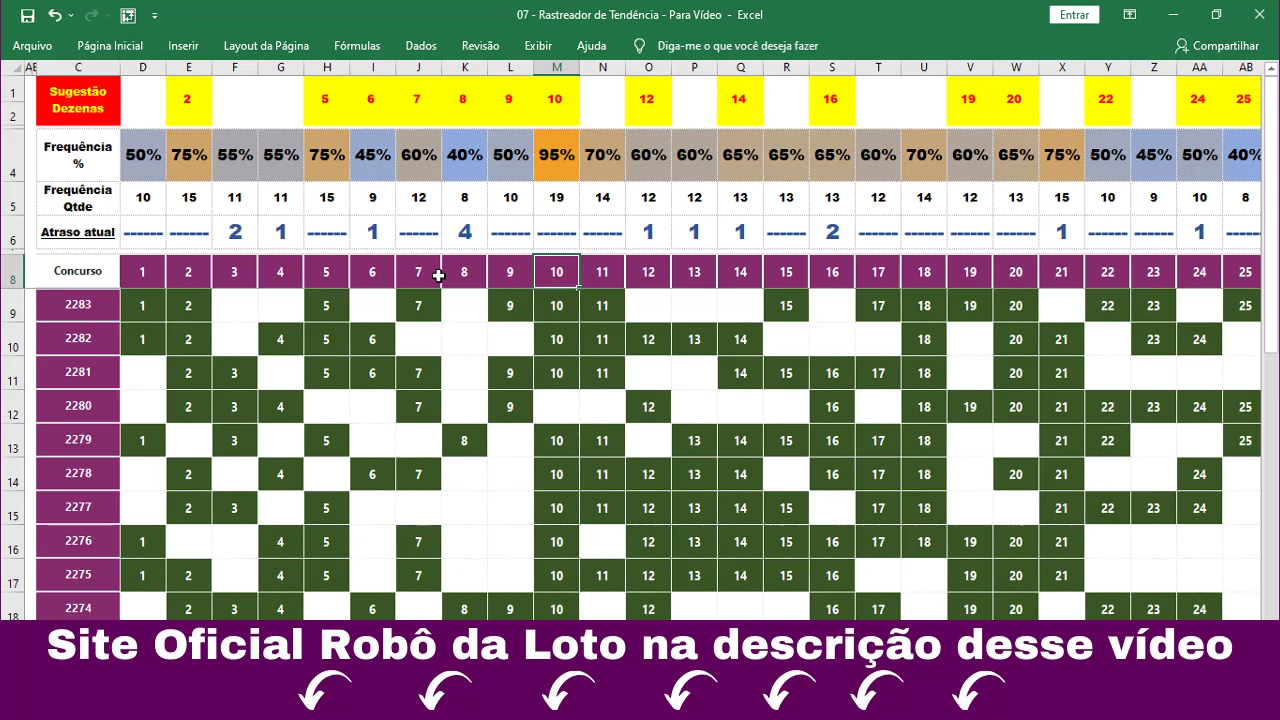 07 - Rastreador de Tendência - Para Vídeo - Excel
Entrar
Arquivo Página Inicial Inserir Layout da Página Fórmulas Dados Revisão Exibir Ajuda Diga-me o que você deseja fazer Compartilhar
C D E F G H I J K L M N O P Q R S T U V W X Y Z AA AB
1 Sugestão 2 5 6 7 8 9 10 12 14 16 19 20 22 24 25
2 Dezenas
4 Frequência % 50% 75% 55% 55% 75% 45% 60% 40% 50% 95% 70% 60% 60% 65% 65% 65% 60% 70% 60% 65% 75% 50% 45% 50% 40%
5 Frequência Qtde 10 15 11 11 15 9 12 8 10 19 14 12 12 13 13 13 12 14 12 13 15 10 9 10 8
6 Atraso atual ------ ------ 2 1 ------ 1 ------ 4 ------ ------ ------ 1 1 1 ------ 2 ------ ------ ------ ------ 1 ------ ------ 1 ------
8 Concurso 1 2 3 4 5 6 7 8 9 10 11 12 13 14 15 16 17 18 19 20 21 22 23 24 25
9 2283 1 2 5 7 9 10 11 15 17 18 19 20 22 23 25
10 2282 1 2 4 5 6 10 11 12 13 14 18 20 21 23 24
11 2281 2 3 5 6 7 9 10 11 14 15 16 17 18 20 21
12 2280 2 3 4 7 9 12 16 18 19 20 21 22 23 24 25
13 2279 1 3 5 8 10 11 13 14 15 16 17 18 21 22 25
14 2278 2 4 6 7 10 11 12 13 14 16 17 18 20 21 24
15 2277 2 3 5 10 11 12 13 14 15 17 18 21 22 23 24
16 2276 1 4 5 7 10 12 13 14 15 16 17 18 19 20 21
17 2275 1 2 4 5 7 10 11 12 13 14 15 16 19 20 21
18 2274 2 3 4 6 8 9 10 12 16 17 19 20 22 23 24
Site Oficial Robô da Loto na descrição desse vídeo